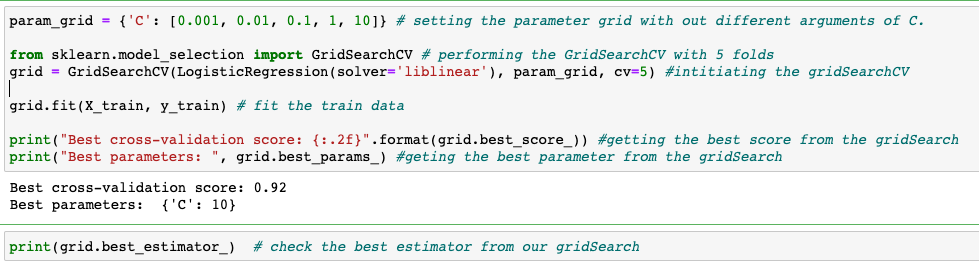 param_grid = {'C': [0.001, 0.01, 0.1, 1, 10]} # setting the parameter grid with out different arguments of C.
from sklearn.model_selection import GridSearchCV # performing the GridSearchCV with 5 folds
grid = GridSearchCV(LogisticRegression(solver='liblinear'), param_grid, cv=5) #intitiating the gridSearchCV
grid.fit(X_train, y_train) # fit the train data
print("Best cross-validation score: {:.2f}".format(grid.best_score_)) #getting the best score from the gridSearch
print("Best parameters: ", grid.best_params_) #geting the best parameter from the gridSearch
Best cross-validation score: 0.92
Best parameters:  {'C': 10}
print(grid.best_estimator_)  # check the best estimator from our gridSearch